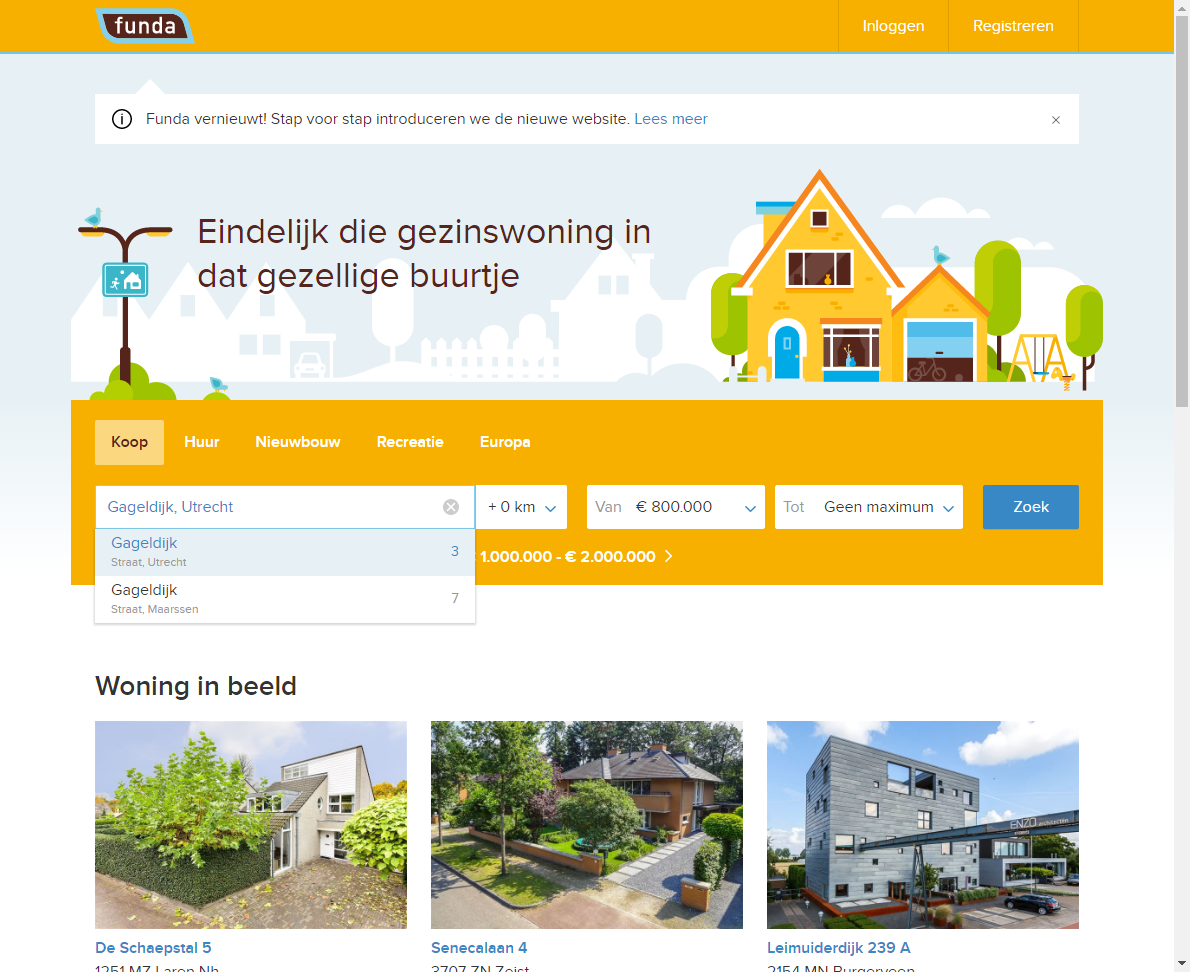 funda
Inloggen
Registreren
Funda vernieuwt! Stap voor stap introduceren we de nieuwe website. Lees meer
Eindelijk die gezinswoning in
dat gezellige buurtje
Koop
Huur
Nieuwbouw
Recreatie
Europa
Gageldijk, Utrecht
+ 0 km
Van € 800.000
Tot Geen maximum
Zoek
Gageldijk
Straat, Utrecht
3
1.000.000 - € 2.000.000
Gageldijk
Straat, Maarssen
7
Woning in beeld
ENZO architecten
De Schaepstal 5
Senecalaan 4
Leimuiderdijk 239 A
1251 MZ Laren Nh
3707 ZN Zeist
2154 MN Burgerveen